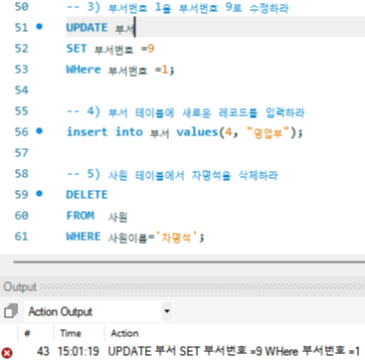 50 -- 3) 부서번호 1을 부서번호 9로 수정하라
51 UPDATE 부서
52 SET 부서번호 =9
53 WHere 부서번호 =1;
54
55 -- 4) 부서 테이블에 새로운 레코드를 입력하라
56 insert into 부서 values(4, "영업부");
57
58 -- 5) 사원 테이블에서 차명석을 삭제하라
59 DELETE
60 FROM 사원
61 WHERE 사원이름='차명석';
Output
Action Output
# Time Action
43 15:01:19 UPDATE 부서 SET 부서번호 =9 WHere 부서번호 =1